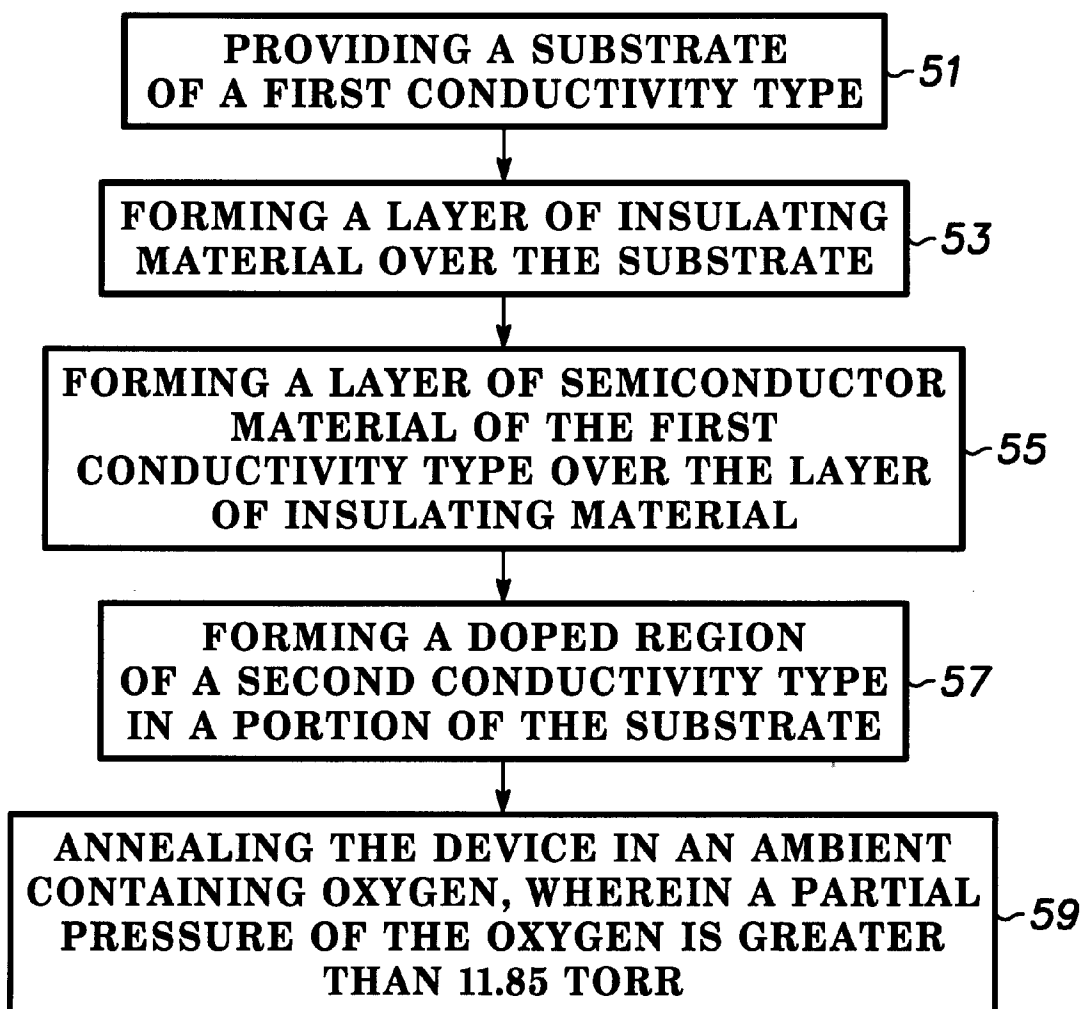 PROVIDING A SUBSTRATE
OF A FIRST CONDUCTIVITY TYPE
51
FORMING A LAYER OF INSULATING
MATERIAL OVER THE SUBSTRATE
53
FORMING A LAYER OF SEMICONDUCTOR
MATERIAL OF THE FIRST
CONDUCTIVITY TYPE OVER THE LAYER
OF INSULATING MATERIAL
55
FORMING A DOPED REGION
OF A SECOND CONDUCTIVITY TYPE
IN A PORTION OF THE SUBSTRATE
57
ANNEALING THE DEVICE IN AN AMBIENT
CONTAINING OXYGEN, WHEREIN A PARTIAL
PRESSURE OF THE OXYGEN IS GREATER
THAN 11.85 TORR
59